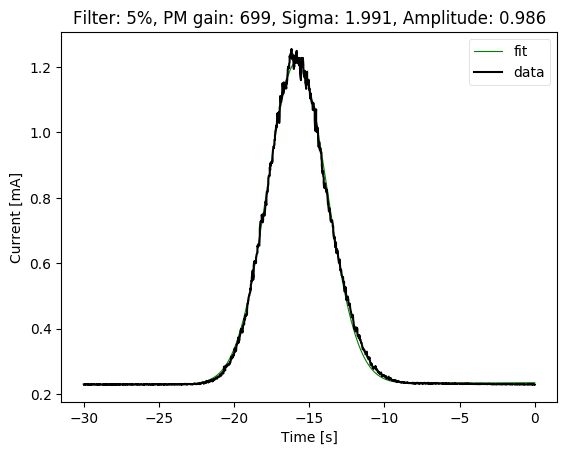 Filter: 5%, PM gain: 699, Sigma: 1.991, Amplitude: 0.986
fit
data
Current [mA]
1.2
1.0
0.8
0.6
0.4
0.2
−30
−25
−20
−15
−10
−5
0
Time [s]